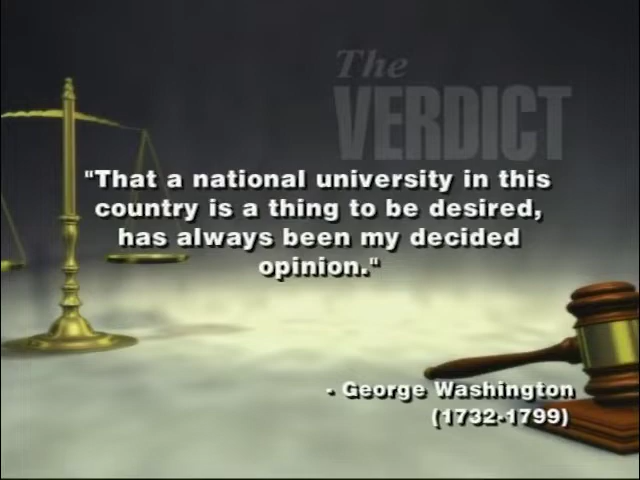 The
VERDICT
"That a national university in this
country is a thing to be desired,
has always been my decided
opinion."
- George Washington
(1732-1799)